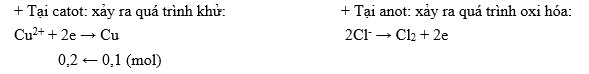 + Tại catot: xảy ra quá trình khử:
Cu²⁺ + 2e → Cu
0,2 ← 0,1 (mol)
+ Tại anot: xảy ra quá trình oxi hóa:
2Cl⁻ → Cl₂ + 2e